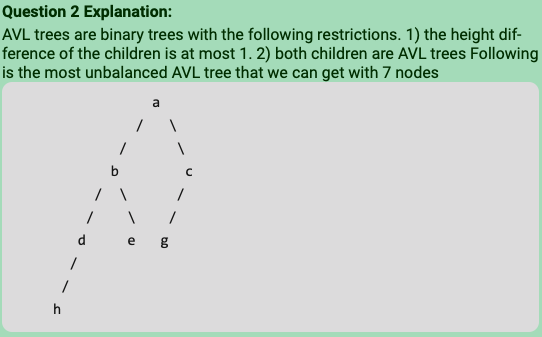 Question 2 Explanation:
AVL trees are binary trees with the following restrictions. 1) the height dif-
ference of the children is at most 1. 2) both children are AVL trees Following
is the most unbalanced AVL tree that we can get with 7 nodes
a
/ \
/ \
b c
/ \ /
/ \ /
d e g
/
/
h